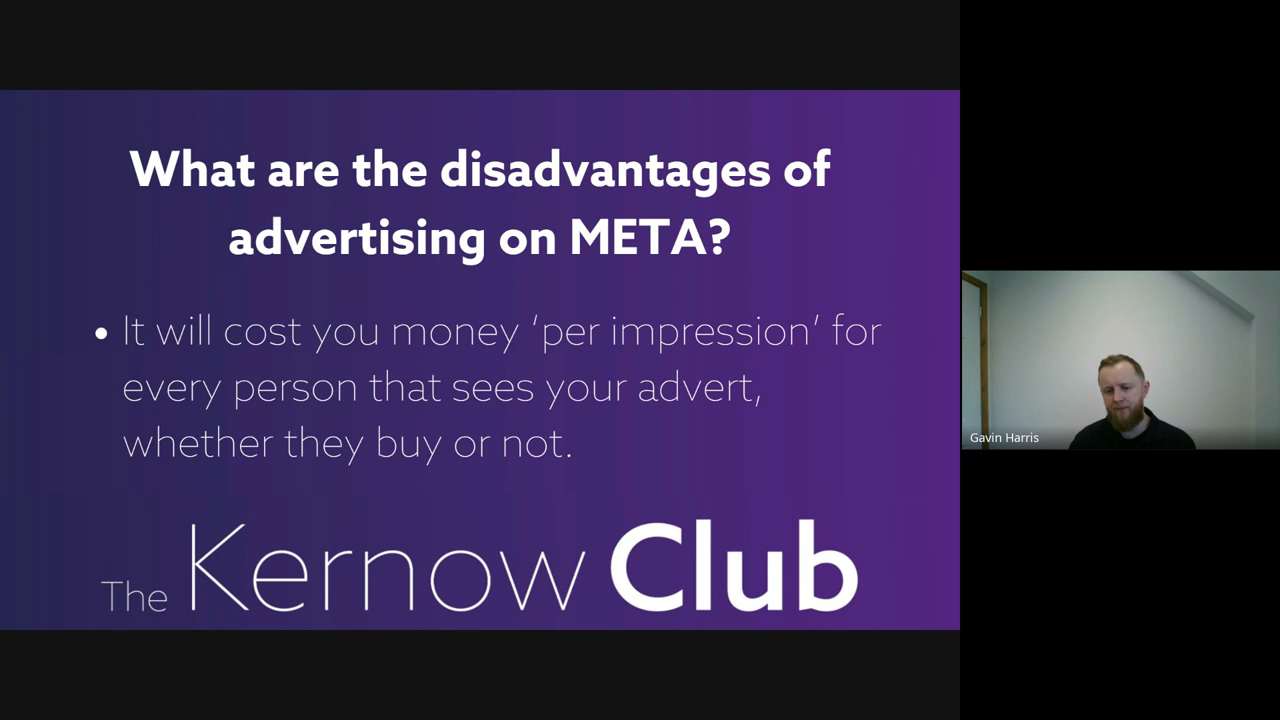 What are the disadvantages of
advertising on META?
• It will cost you money ‘per impression’ for
every person that sees your advert,
whether they buy or not.
The Kernow Club
Gavin Harris